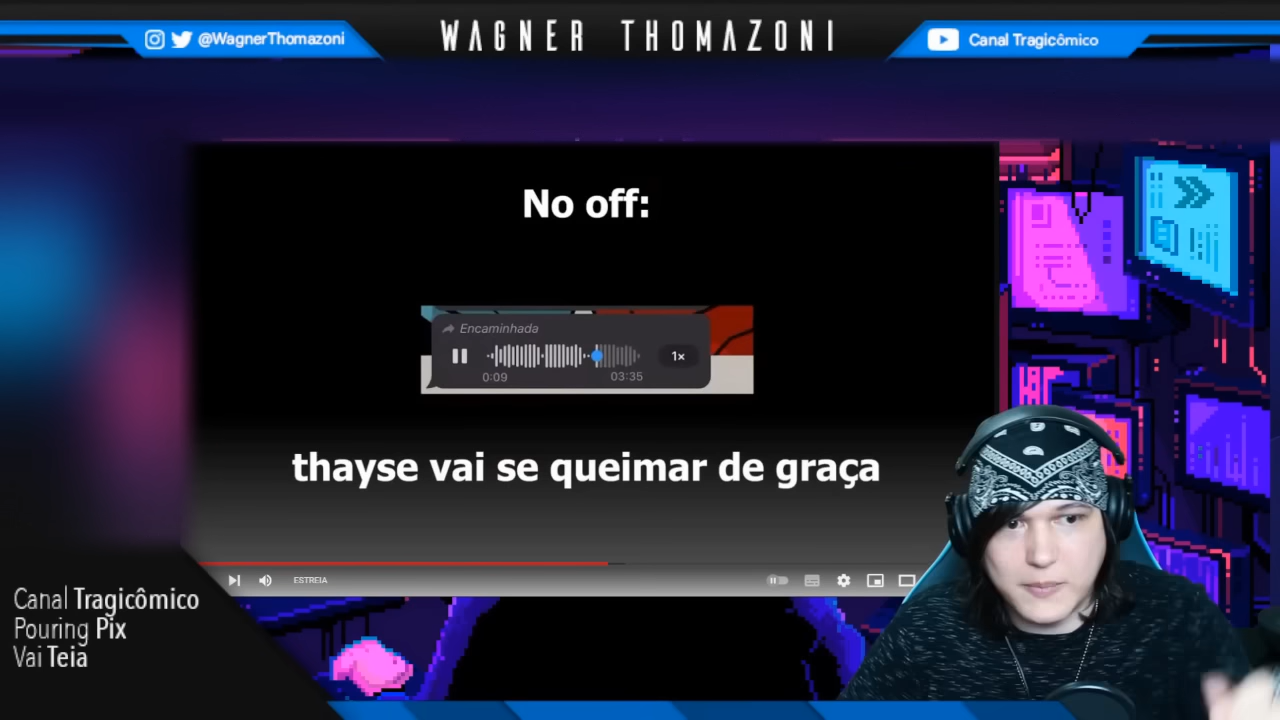 WAGNER THOMAZONI
@WagnerThomazoni
Canal Tragicômico
No off:
Encaminhada
1x
0:09
03:35
thayse vai se queimar de graça
ESTREIA
Canal Tragicômico
Pouring Pix
Vai Teia